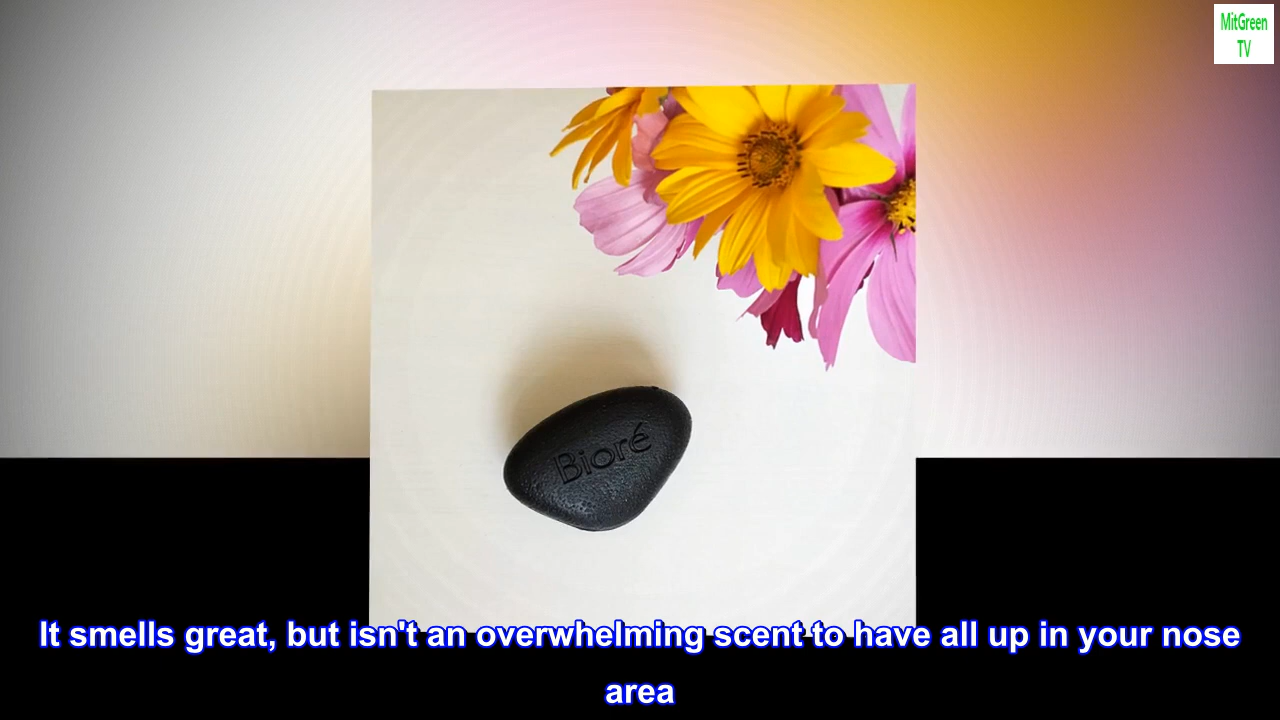 MitGreen
TV
Bioré
It smells great, but isn't an overwhelming scent to have all up in your nose
area